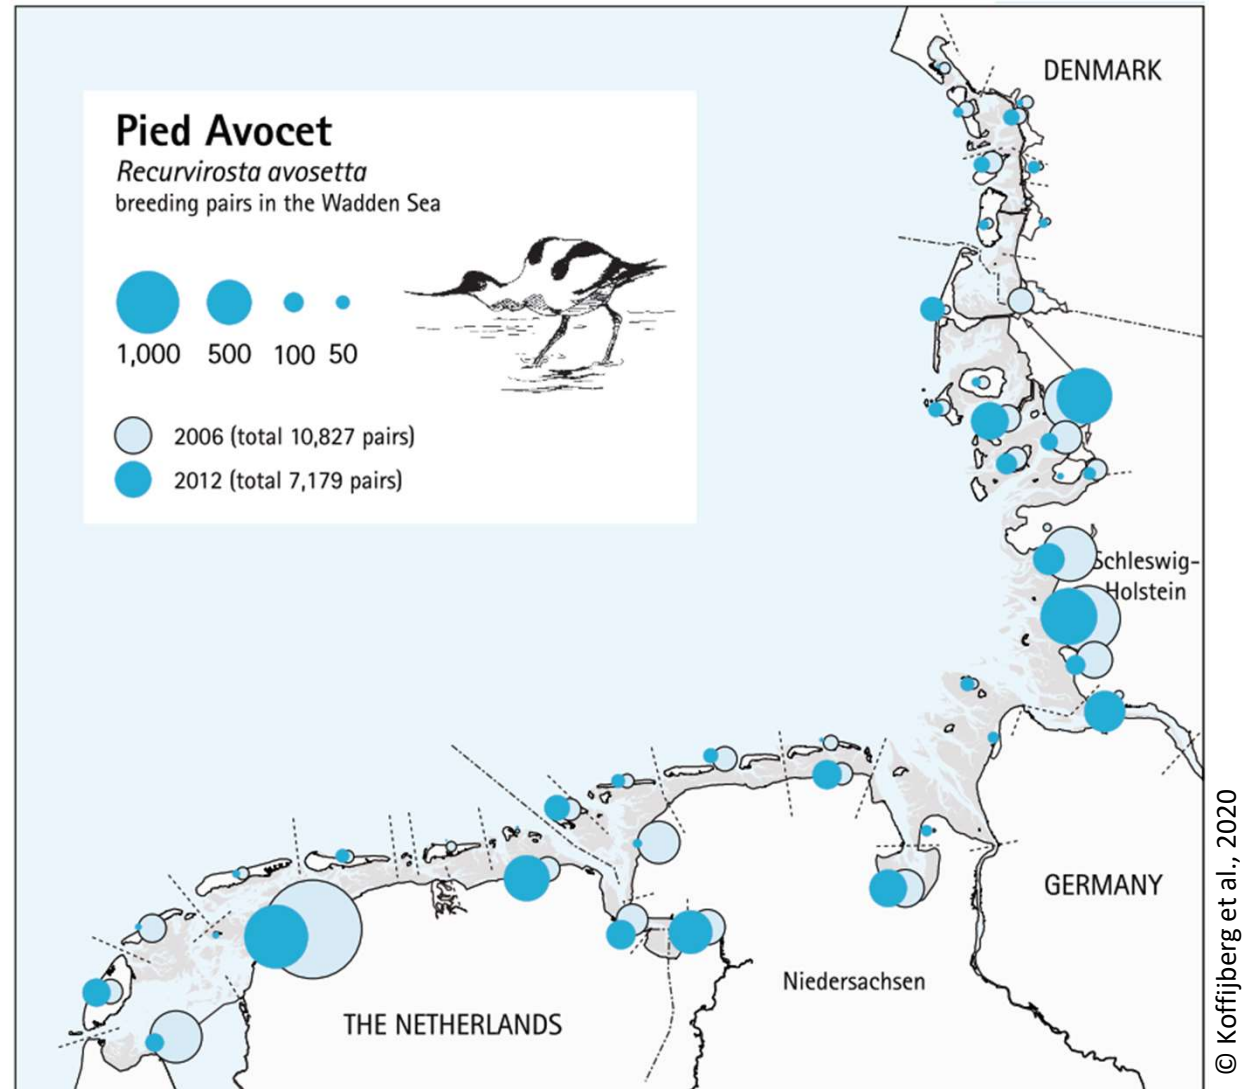 DENMARK
Pied Avocet
Recurvirosta avosetta
breeding pairs in the Wadden Sea
1,000 500 100 50
2006 (total 10,827 pairs)
2012 (total 7,179 pairs)
Schleswig-
Holstein
GERMANY
Niedersachsen
THE NETHERLANDS
© Koffijberg et al., 2020